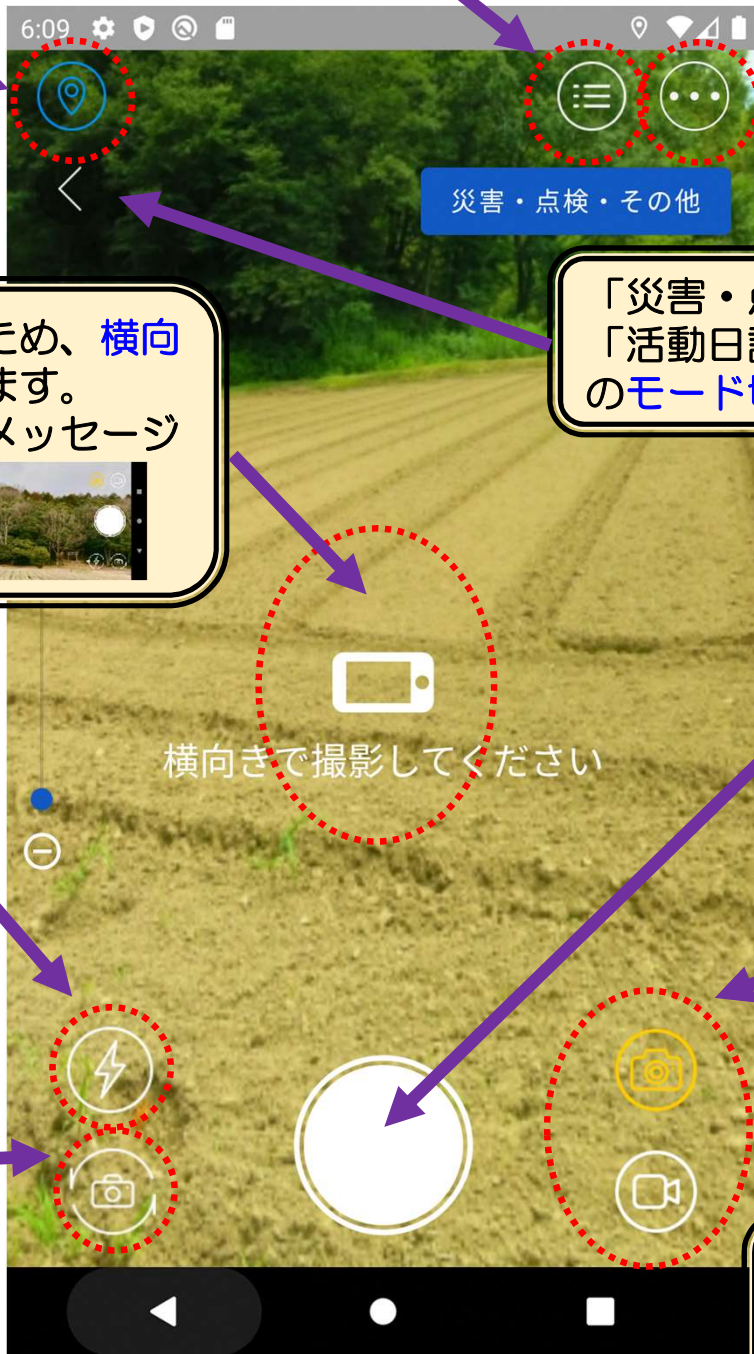 6:09
災害・点検・その他
ため、横向
ます。
メッセージ
「災害・
「活動日
のモード
横向きで撮影してください